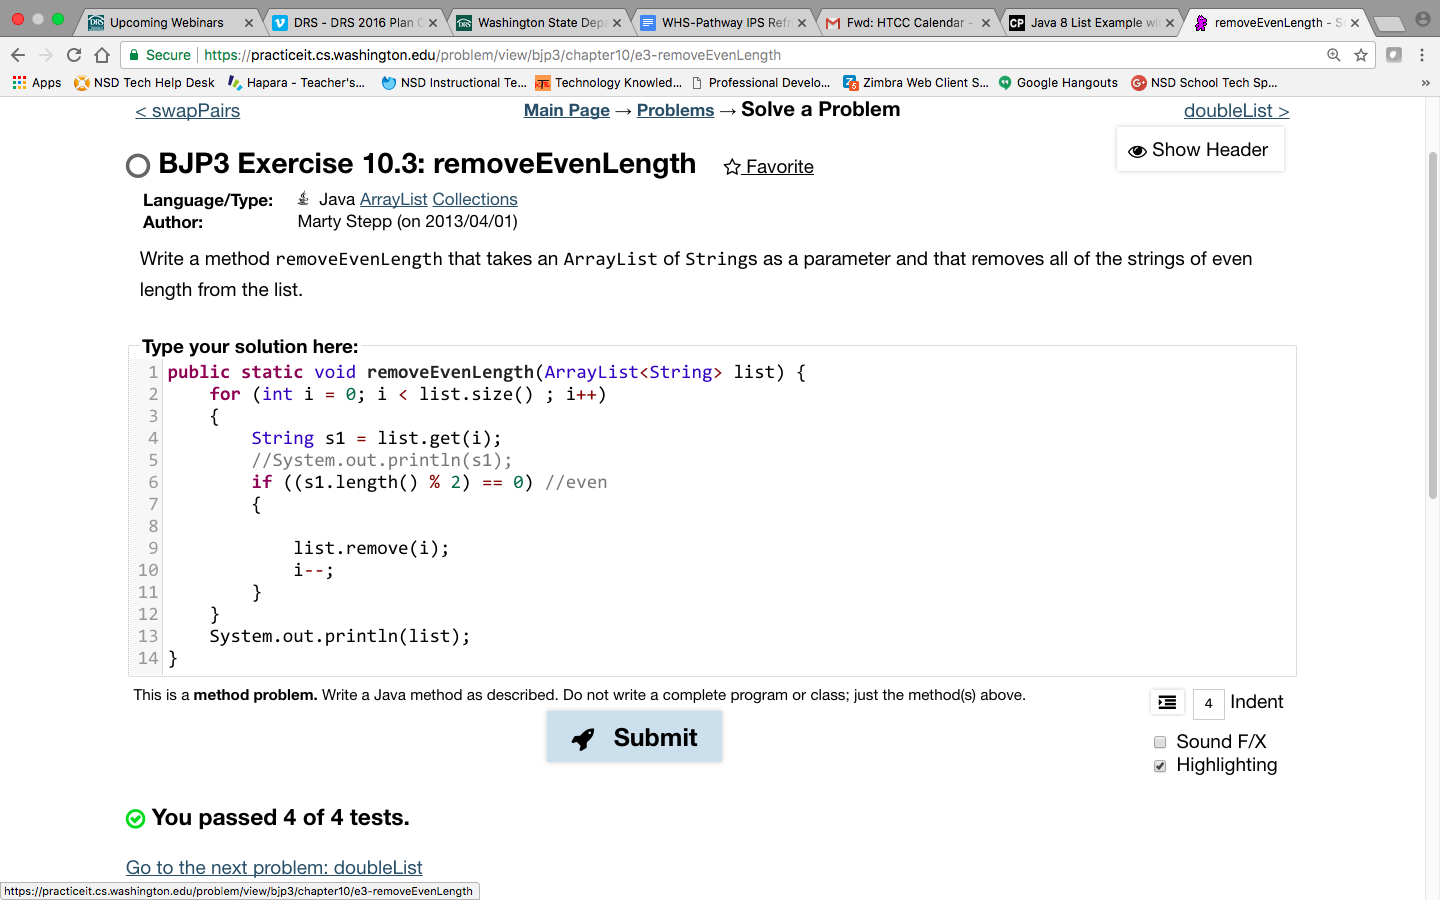 Upcoming Webinars
DRS - DRS 2016 Plan
Washington State Dep
WHS-Pathway IPS Refr
Fwd: HTCC Calendar -
Java 8 List Example wi
removeEvenLength - S
Secure https://practiceit.cs.washington.edu/problem/view/bjp3/chapter10/e3-removeEvenLength
Apps NSD Tech Help Desk Hapara - Teacher's... NSD Instructional Te... Technology Knowled... Professional Develo... Zimbra Web Client S... Google Hangouts NSD School Tech Sp... »
< swapPairs Main Page → Problems → Solve a Problem doubleList >
Show Header
BJP3 Exercise 10.3: removeEvenLength Favorite
Language/Type: Java ArrayList Collections
Author: Marty Stepp (on 2013/04/01)
Write a method removeEvenLength that takes an ArrayList of Strings as a parameter and that removes all of the strings of even
length from the list.
Type your solution here:
1 public static void removeEvenLength(ArrayList<String> list) {
2 for (int i = 0; i < list.size() ; i++)
3 {
4 String s1 = list.get(i);
5 //System.out.println(s1);
6 if ((s1.length() % 2) == 0) //even
7 {
8
9 list.remove(i);
10 i--;
11 }
12 }
13 System.out.println(list);
14 }
This is a method problem. Write a Java method as described. Do not write a complete program or class; just the method(s) above.
4 Indent
Submit
Sound F/X
Highlighting
You passed 4 of 4 tests.
Go to the next problem: doubleList
https://practiceit.cs.washington.edu/problem/view/bjp3/chapter10/e3-removeEvenLength